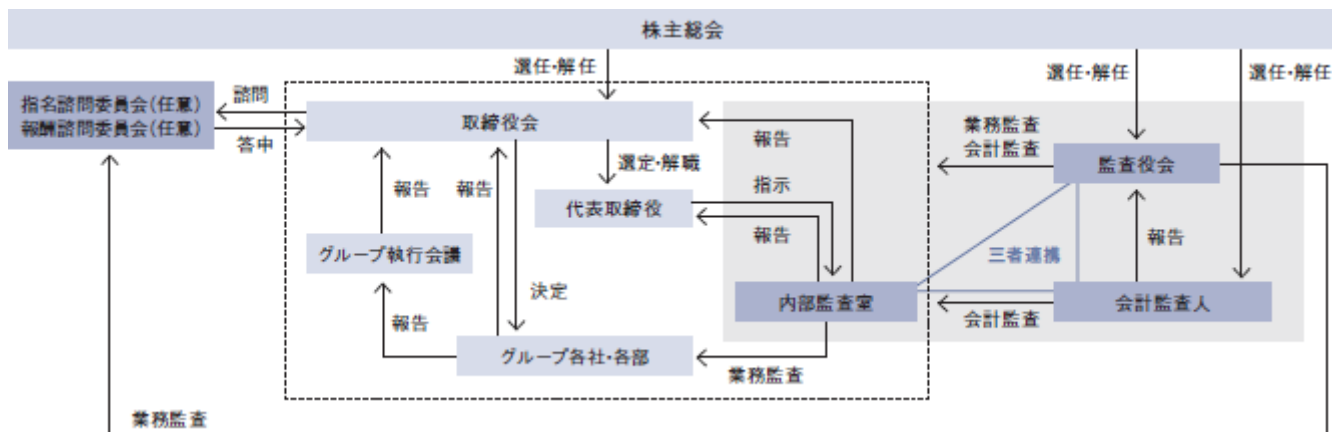 株主総会
選任・解任
選任・解任
選任・解任
指名諮問委員会(任意)
報酬諮問委員会(任意)
諮問
答申
取締役会
報告
業務監査
会計監査
監査役会
報告
報告
選定・解職
指示
代表取締役
報告
報告
グループ執行会議
三者連携
決定
内部監査室
会計監査人
会計監査
報告
グループ各社・各部
業務監査
業務監査